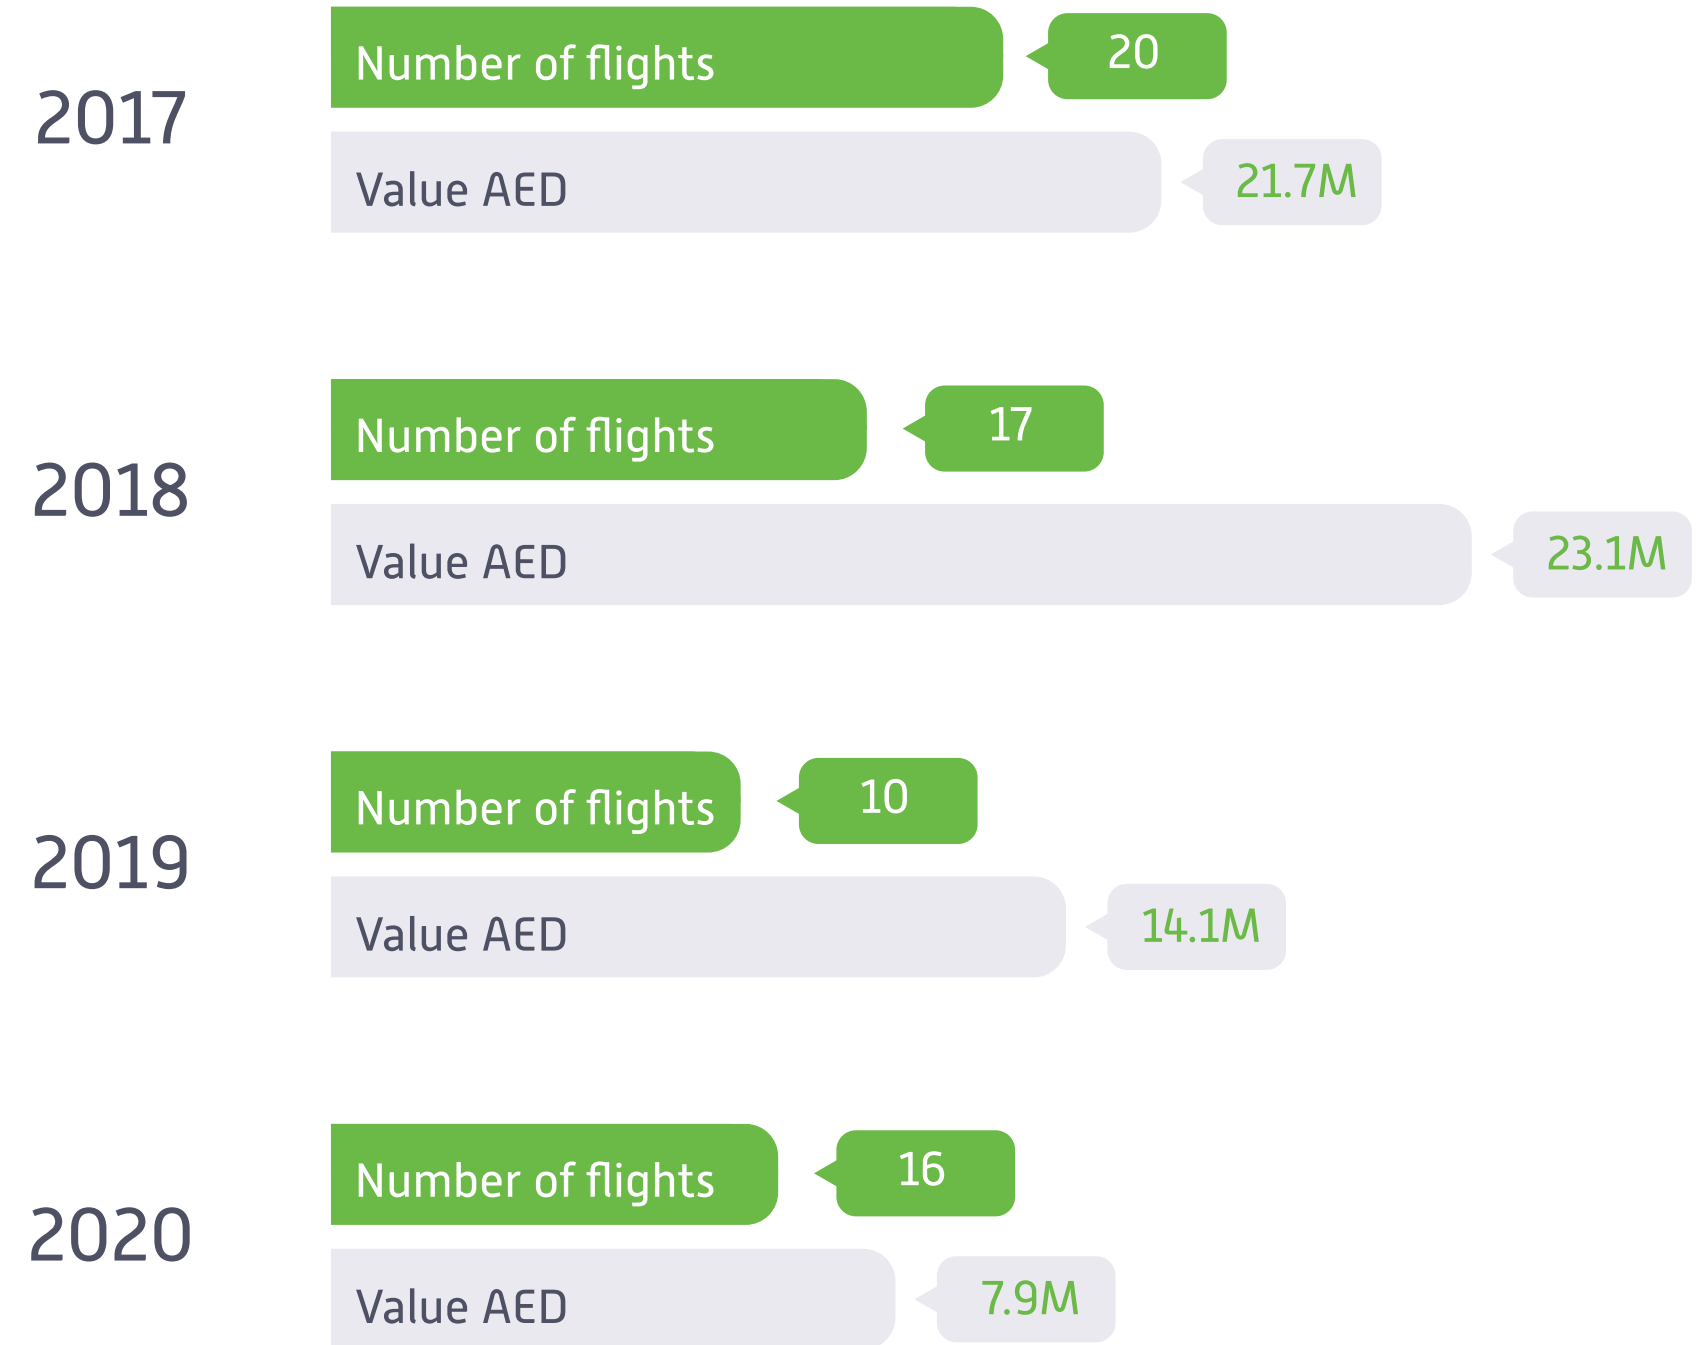 2017
Number of flights
20
Value AED
21.7M
2018
Number of flights
17
Value AED
23.1M
2019
Number of flights
10
Value AED
14.1M
2020
Number of flights
16
Value AED
7.9M